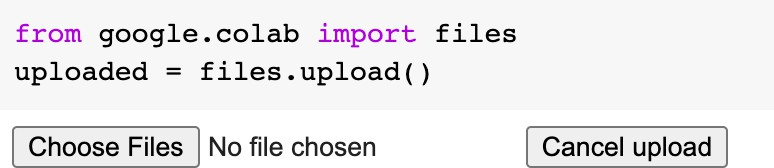 from google.colab import files
uploaded = files.upload()
Choose Files No file chosen Cancel upload